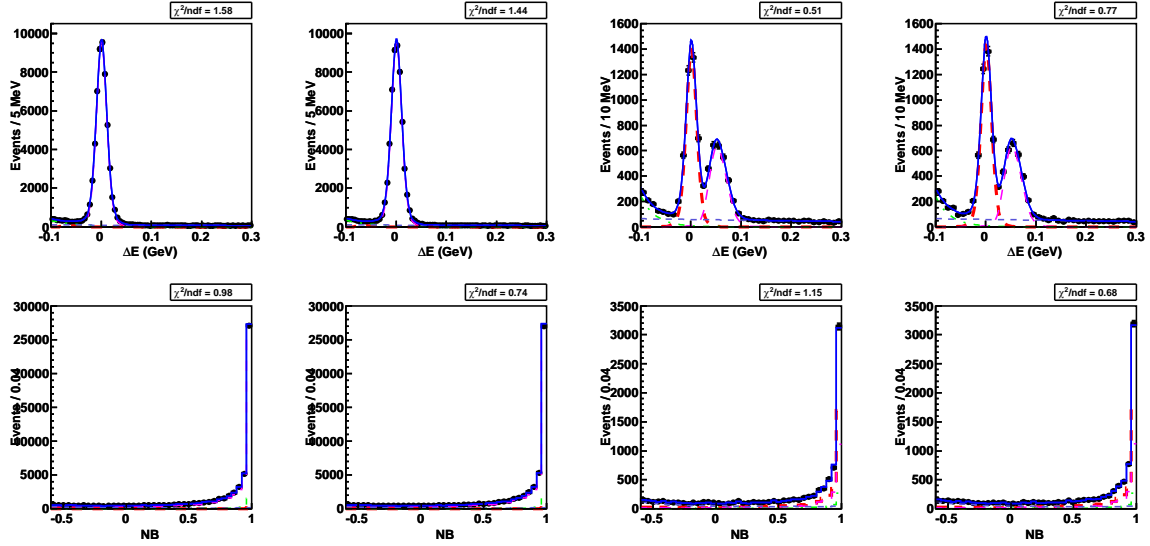 χ²/ndf = 1.58
Events / 5 MeV
10000
8000
6000
4000
2000
0
-0.1 0 0.1 0.2 0.3
ΔE (GeV)
χ²/ndf = 1.44
Events / 5 MeV
10000
8000
6000
4000
2000
0
-0.1 0 0.1 0.2 0.3
ΔE (GeV)
χ²/ndf = 0.51
Events / 10 MeV
1600
1400
1200
1000
800
600
400
200
0
-0.1 0 0.1 0.2 0.3
ΔE (GeV)
χ²/ndf = 0.77
Events / 10 MeV
1600
1400
1200
1000
800
600
400
200
0
-0.1 0 0.1 0.2 0.3
ΔE (GeV)
χ²/ndf = 0.98
Events / 0.04
30000
25000
20000
15000
10000
5000
0
-0.5 0 0.5 1
NB
χ²/ndf = 0.74
Events / 0.04
30000
25000
20000
15000
10000
5000
0
-0.5 0 0.5 1
NB
χ²/ndf = 1.15
Events / 0.04
3500
3000
2500
2000
1500
1000
500
0
-0.5 0 0.5 1
NB
χ²/ndf = 0.68
Events / 0.04
3500
3000
2500
2000
1500
1000
500
0
-0.5 0 0.5 1
NB